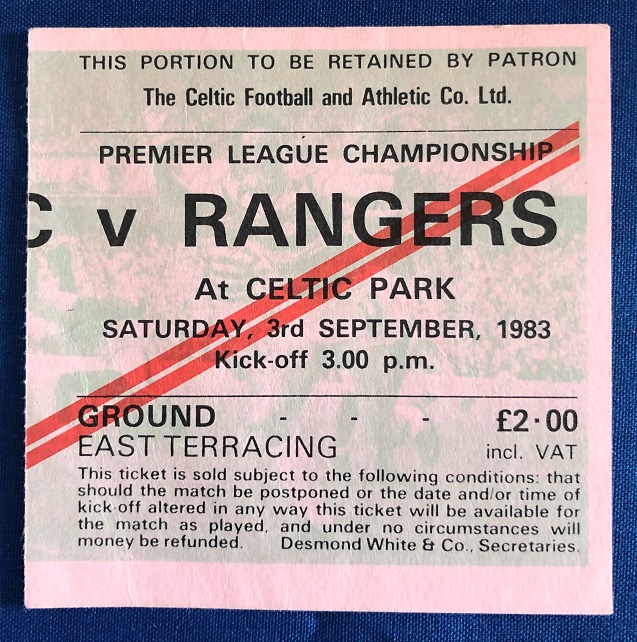 THIS PORTION TO BE RETAINED BY PATRON
The Celtic Football and Athletic Co. Ltd.
PREMIER LEAGUE CHAMPIONSHIP
C v RANGERS
At CELTIC PARK
SATURDAY, 3rd SEPTEMBER, 1983
Kick-off 3.00 p.m.
GROUND - - - £2·00
EAST TERRACING incl. VAT
This ticket is sold subject to the following conditions: that
should the match be postponed or the date and/or time of
kick-off altered in any way this ticket will be available for
the match as played, and under no circumstances will
money be refunded. Desmond White & Co., Secretaries.